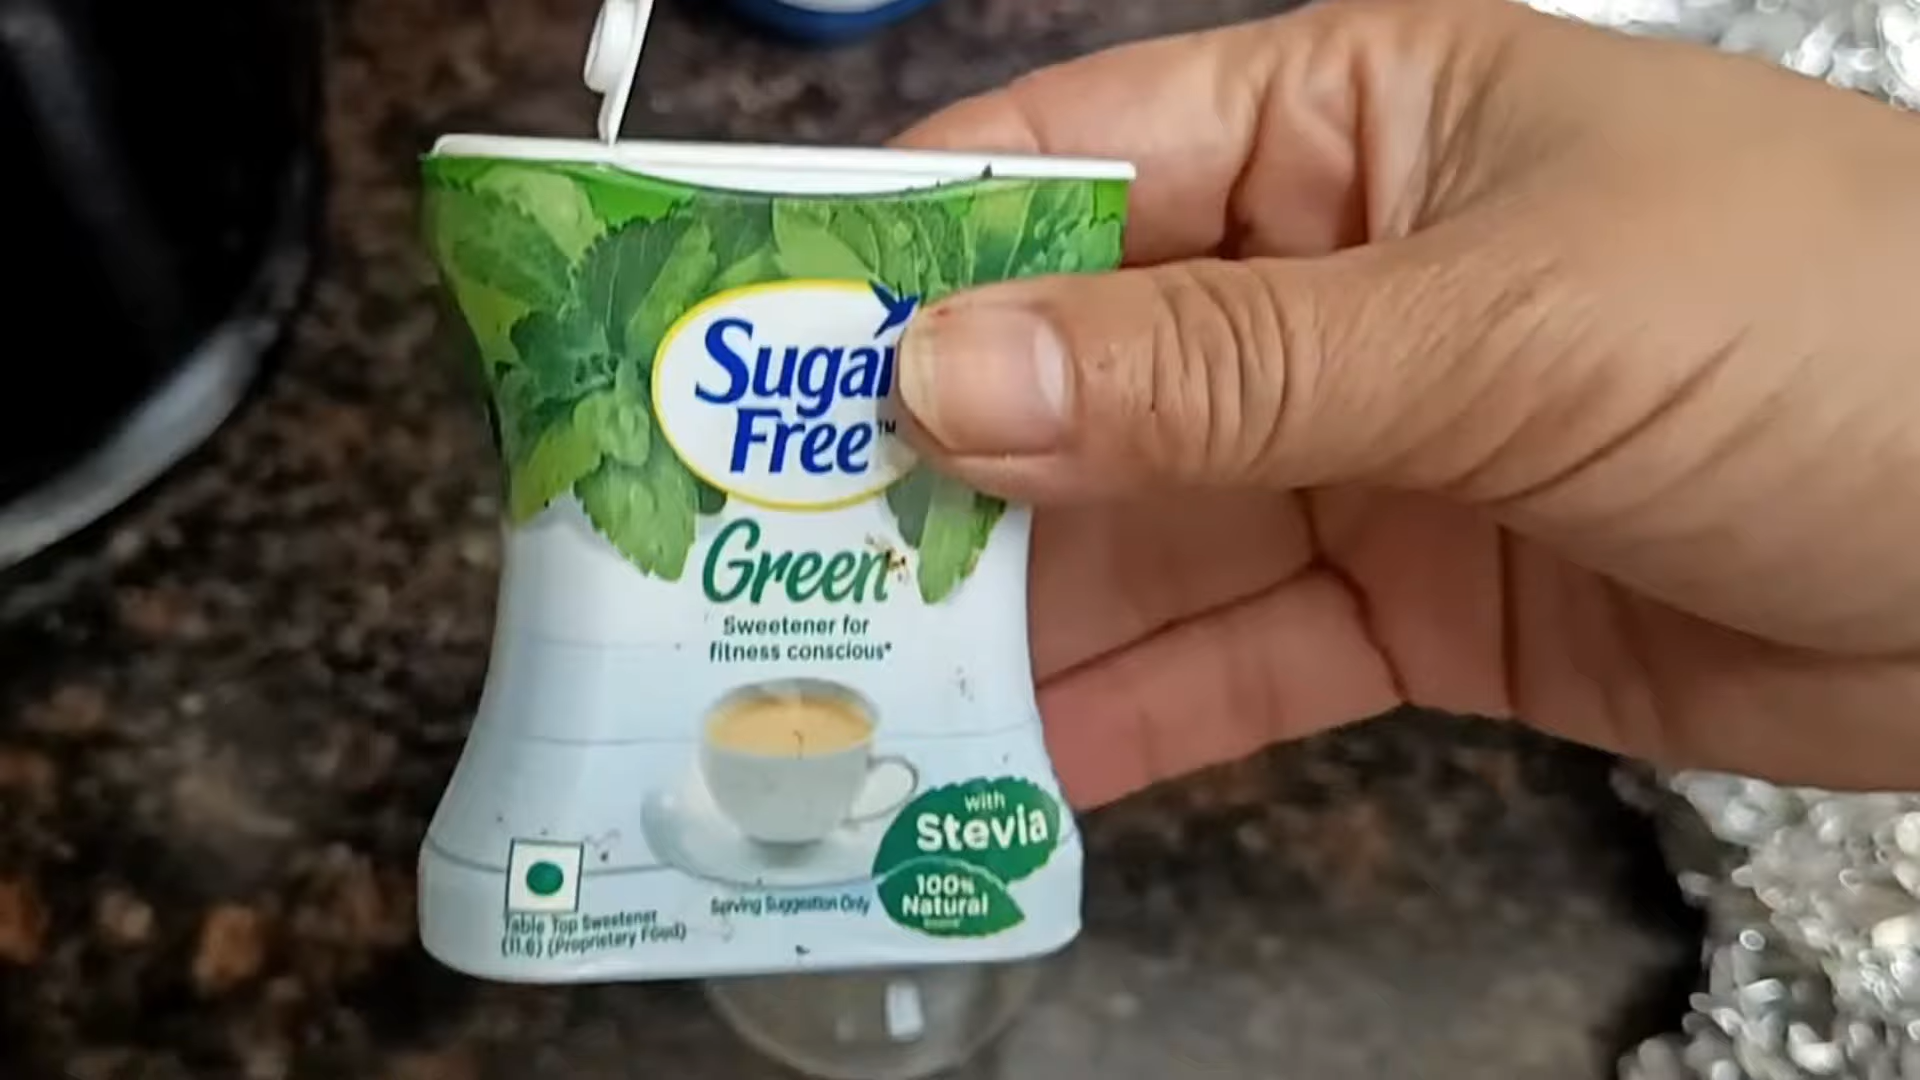 Sugar
Free™
Green
Sweetener for
fitness conscious*
with
Stevia
100%
Natural
Serving Suggestion Only
Table Top Sweetener
(11.6) (Proprietary Food)